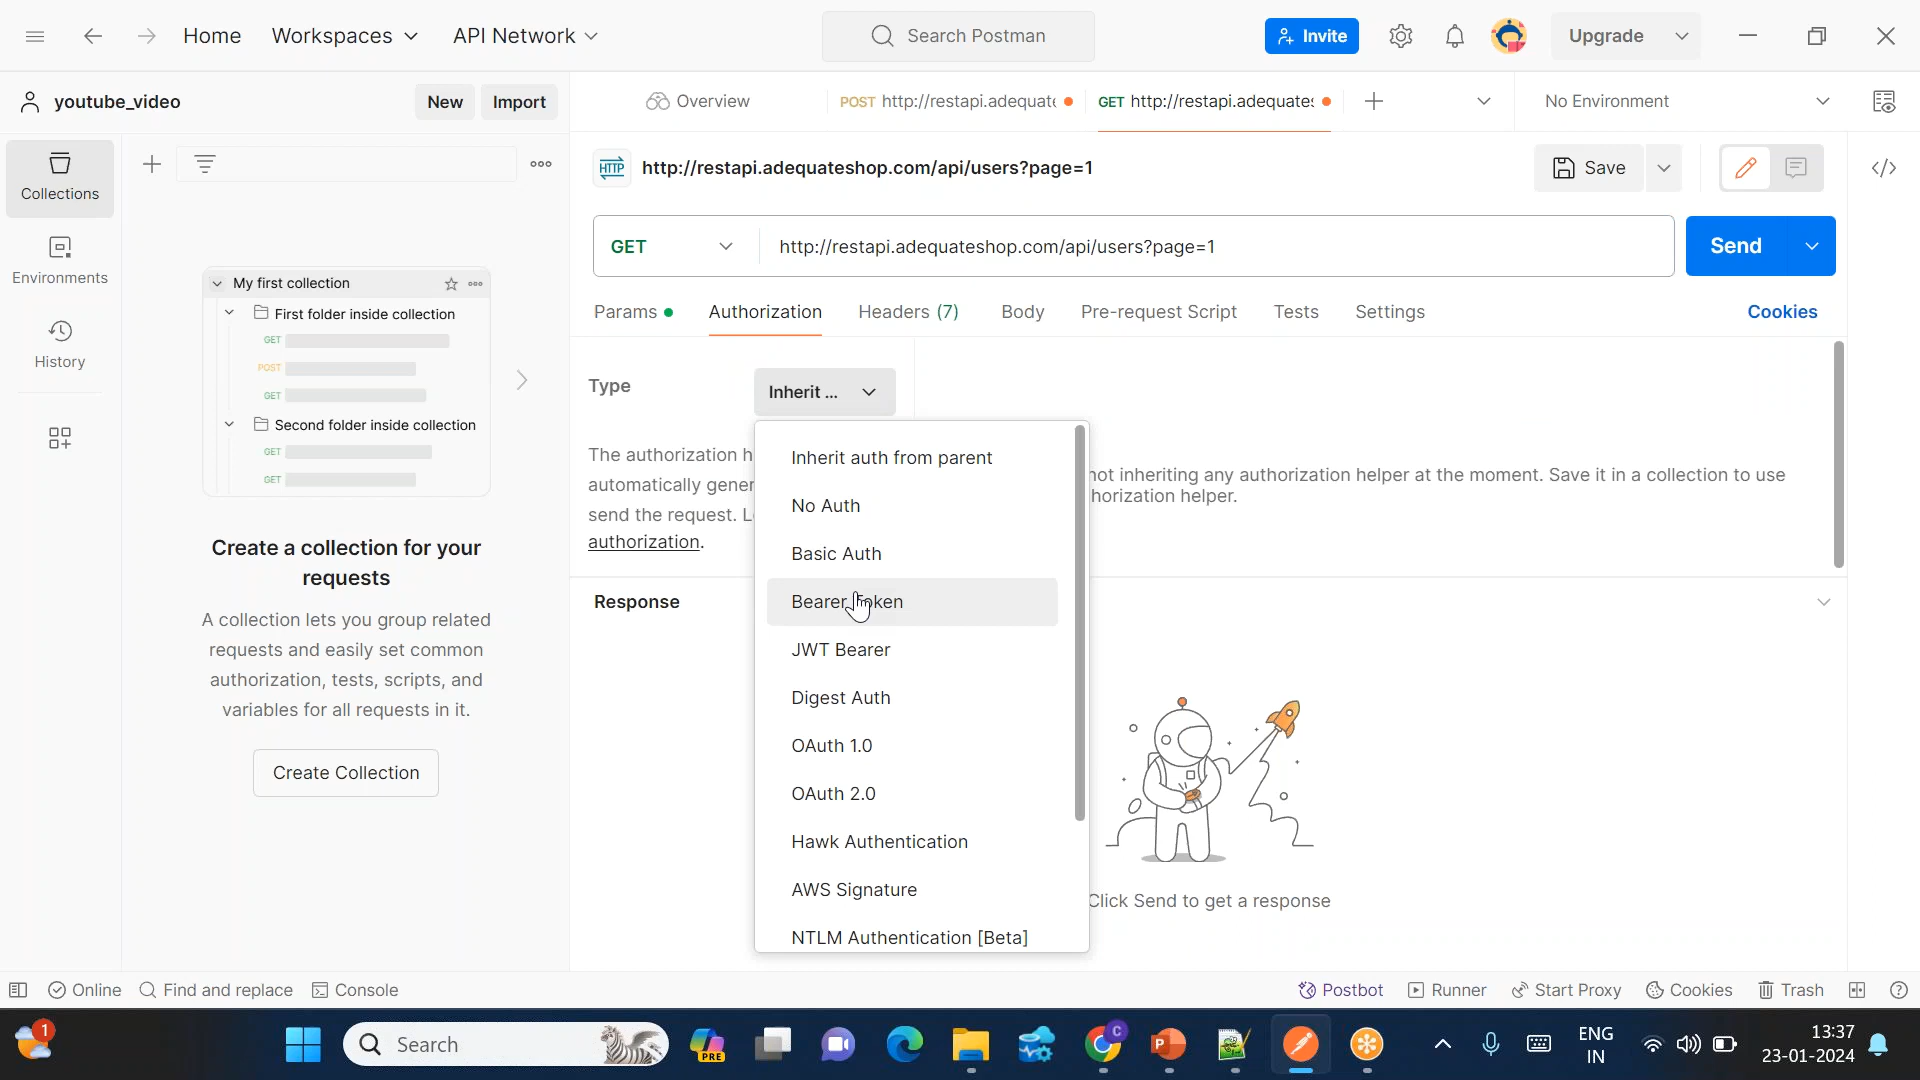 Home Workspaces API Network Search Postman Invite Upgrade
youtube_video New Import Overview POST http://restapi.adequate GET http://restapi.adequates No Environment
Collections
Environments
History
My first collection
First folder inside collection
GET
POST
GET
Second folder inside collection
GET
GET
Create a collection for your
requests
A collection lets you group related
requests and easily set common
authorization, tests, scripts, and
variables for all requests in it.
Create Collection
HTTP http://restapi.adequateshop.com/api/users?page=1 Save
GET http://restapi.adequateshop.com/api/users?page=1 Send
Params Authorization Headers (7) Body Pre-request Script Tests Settings Cookies
Type Inherit ...
The authorization h
automatically gener
send the request. L
authorization.
not inheriting any authorization helper at the moment. Save it in a collection to use
horization helper.
Inherit auth from parent
No Auth
Basic Auth
Bearer Token
JWT Bearer
Digest Auth
OAuth 1.0
OAuth 2.0
Hawk Authentication
AWS Signature
NTLM Authentication [Beta]
Response
Click Send to get a response
Online Find and replace Console Postbot Runner Start Proxy Cookies Trash
1 Search PRE C ENG 13:37
IN 23-01-2024